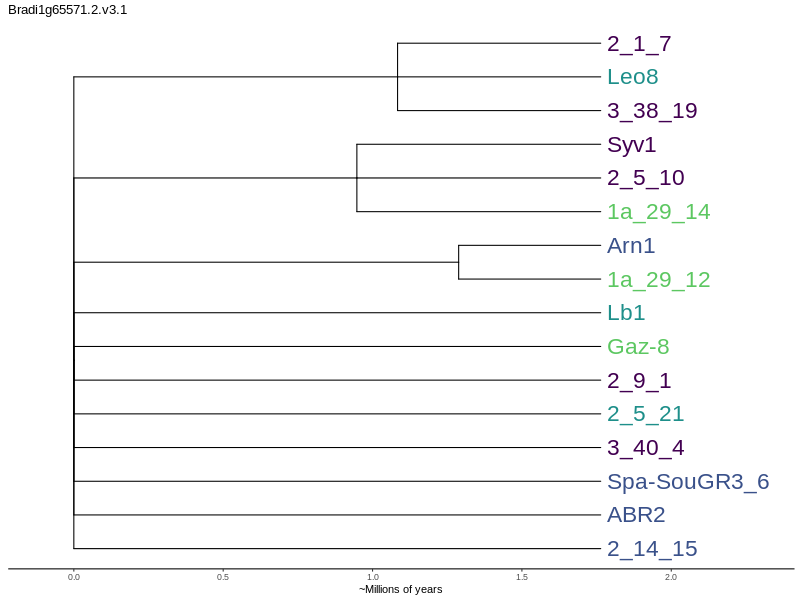 Bradi1g65571.2.v3.1
2_1_7
Leo8
3_38_19
Syv1
2_5_10
1a_29_14
Arn1
1a_29_12
Lb1
Gaz-8
2_9_1
2_5_21
3_40_4
Spa-SouGR3_6
ABR2
2_14_15
0.0 0.5 1.0 1.5 2.0
~Millions of years